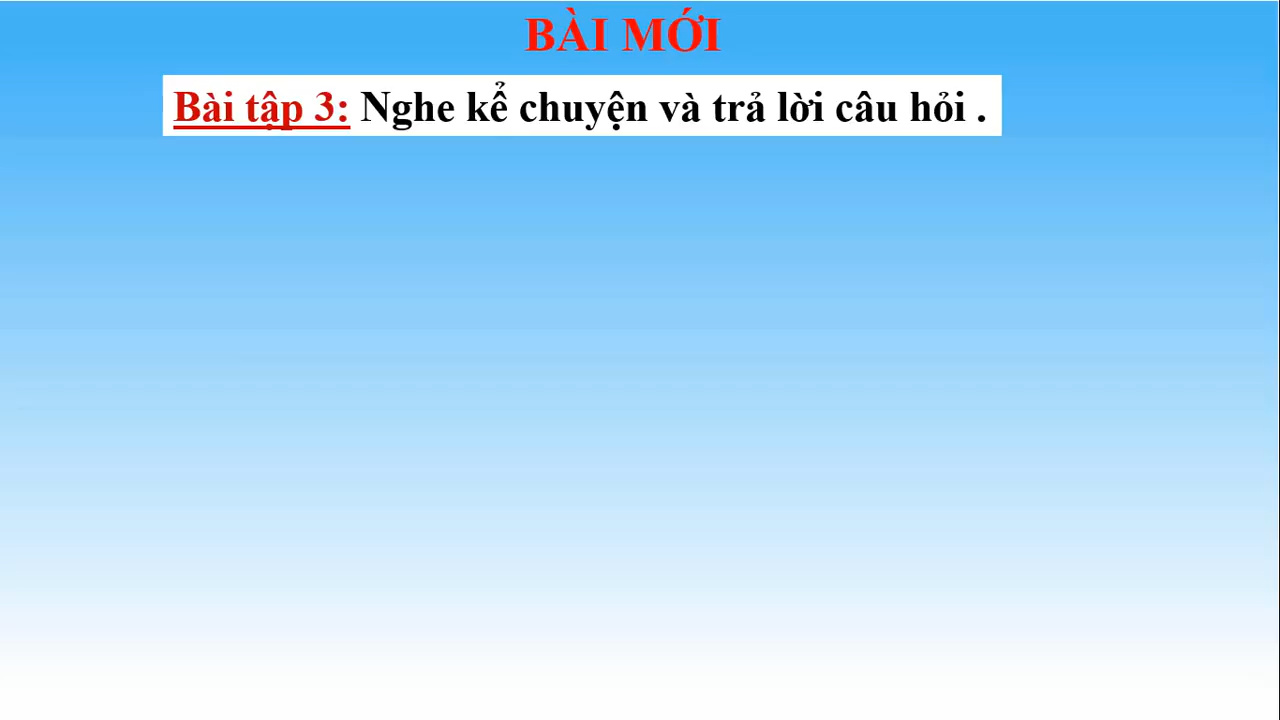 BÀI MỚI
Bài tập 3: Nghe kể chuyện và trả lời câu hỏi .